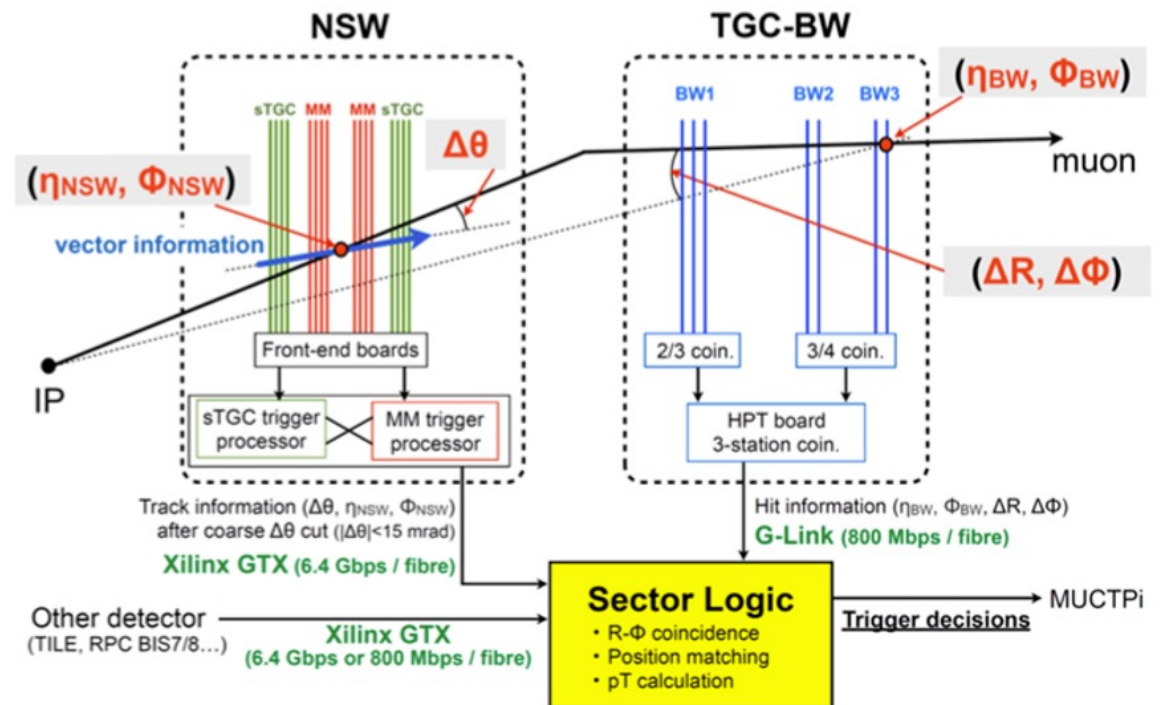 NSW
TGC-BW
sTGC MM MM sTGC
BW1 BW2 BW3
(ηBW, ΦBW)
Δθ
muon
(ηNSW, ΦNSW)
vector information
(ΔR, ΔΦ)
IP
Front-end boards
2/3 coin.
3/4 coin.
sTGC trigger
processor
MM trigger
processor
HPT board
3-station coin.
Track information (Δθ, ηNSW, ΦNSW)
after coarse Δθ cut (|Δθ|<15 mrad)
Xilinx GTX (6.4 Gbps / fibre)
Hit information (ηBW, ΦBW, ΔR, ΔΦ)
G-Link (800 Mbps / fibre)
Other detector
(TILE, RPC BIS7/8...)
Xilinx GTX
(6.4 Gbps or 800 Mbps / fibre)
Sector Logic
· R-Φ coincidence
· Position matching
· pT calculation
MUCTPi
Trigger decisions